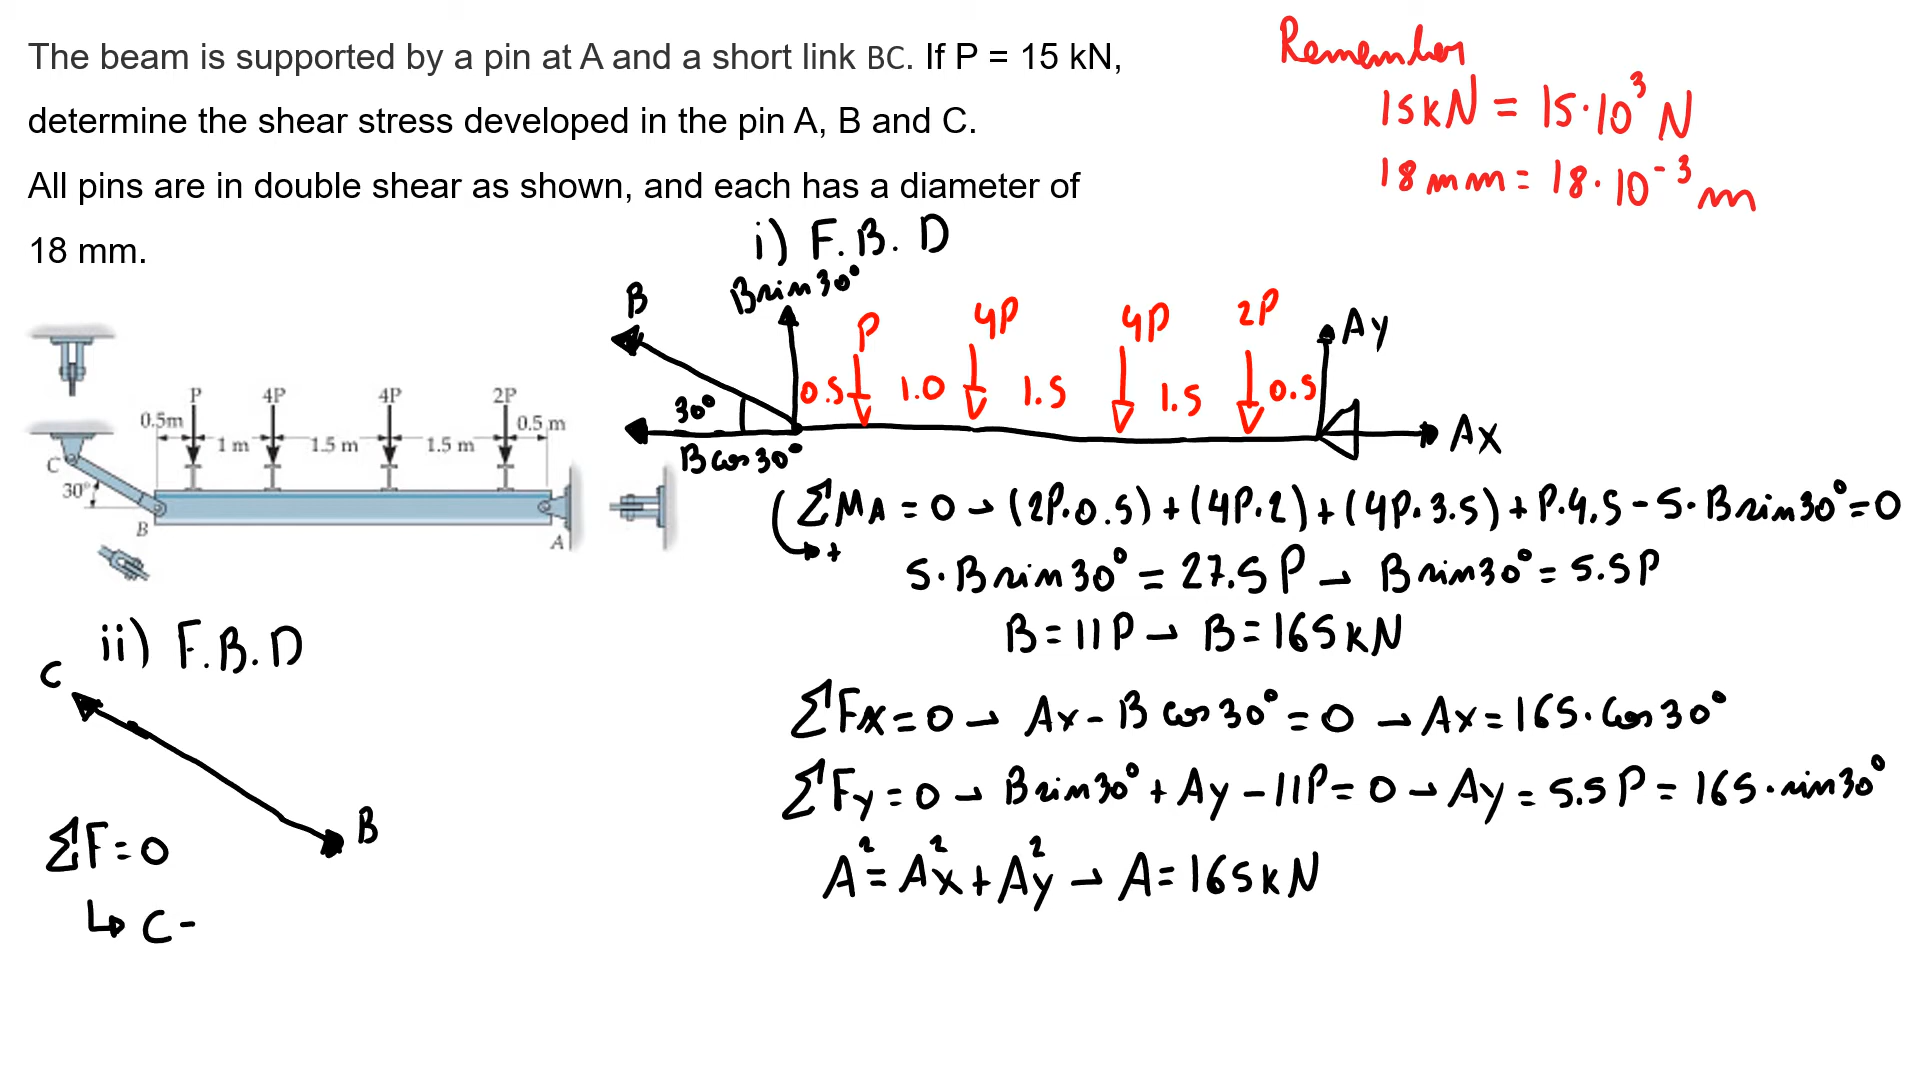 The beam is supported by a pin at A and a short link BC. If P = 15 kN,
determine the shear stress developed in the pin A, B and C.
All pins are in double shear as shown, and each has a diameter of
18 mm.
Remember
15kN = 15·10³ N
18mm = 18·10⁻³ m
i) F.B.D
B
Bsin30°
P
4P
4P
2P
Ay
0.5
1.0
1.5
1.5
0.5
30°
Bcos30°
Ax
P
4P
4P
2P
0.5m
1 m
1.5 m
1.5 m
0.5 m
C
30°
B
A
ΣMA = 0 → (2P·0.5) + (4P·2) + (4P·3.5) + P·4.5 - 5·Bsin30° = 0
+
5·Bsin30° = 27.5P → Bsin30° = 5.5P
B = 11P → B = 165kN
ΣFx = 0 → Ax - Bcos30° = 0 → Ax = 165·cos30°
ΣFy = 0 → Bsin30° + Ay - 11P = 0 → Ay = 5.5P = 165·sin30°
A² = Ax² + Ay² → A = 165kN
ii) F.B.D
C
B
ΣF = 0
↳ C -